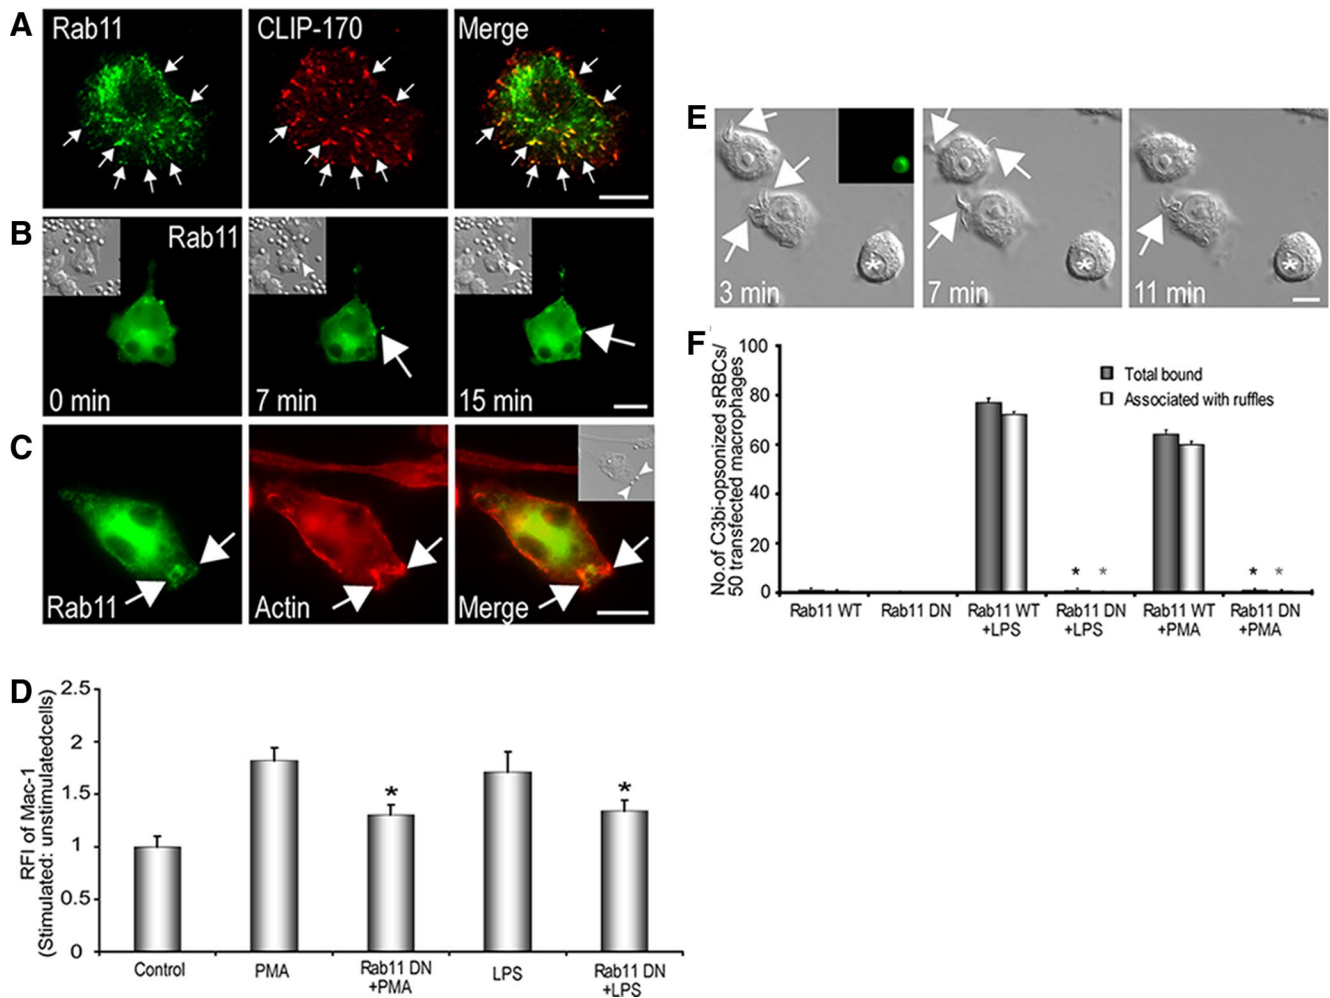 A
Rab11
CLIP-170
Merge
B
Rab11
0 min
7 min
15 min
C
Rab11
Actin
Merge
D
RFI of Mac-1
(Stimulated: unstimulatedcells)
2.5
2
1.5
1
0.5
0
Control
PMA
Rab11 DN
+PMA
LPS
Rab11 DN
+LPS
*
*
E
*
*
*
3 min
7 min
11 min
F
No.of C3bi-opsonized sRBCs/
50 transfected macrophages
100
80
60
40
20
0
Total bound
Associated with ruffles
* *
* *
Rab11 WT
Rab11 DN
Rab11 WT
+LPS
Rab11 DN
+LPS
Rab11 WT
+PMA
Rab11 DN
+PMA